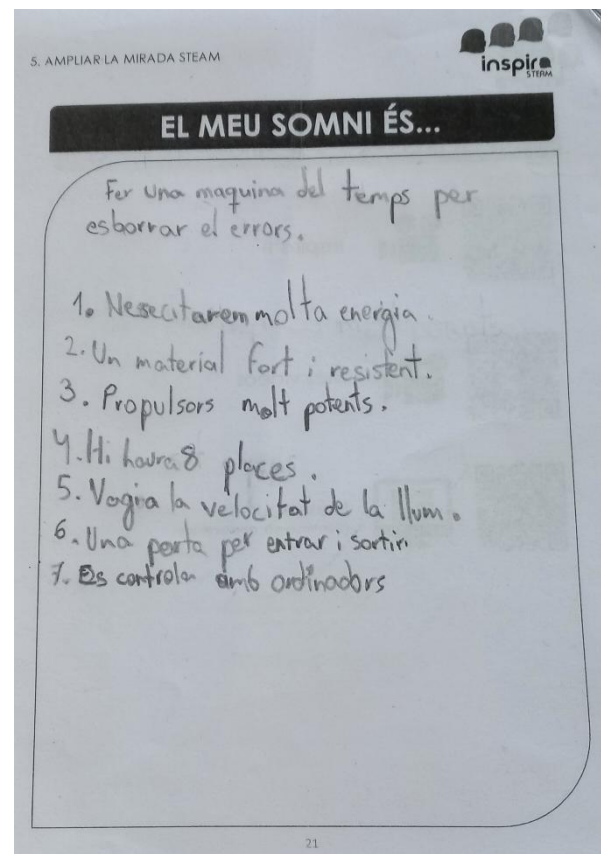 5. AMPLIAR LA MIRADA STEAM
inspira
STEAM
EL MEU SOMNI ÉS...
Fer una maquina del temps per
esborrar el errors.
1. Nesecitarem molta energia.
2. Un material fort i resistent.
3. Propulsors molt potents.
4. Hi haura 8 places.
5. Vagia la velocitat de la llum.
6. Una porta per entrar i sortir
7. Es controla amb ordinadors
21